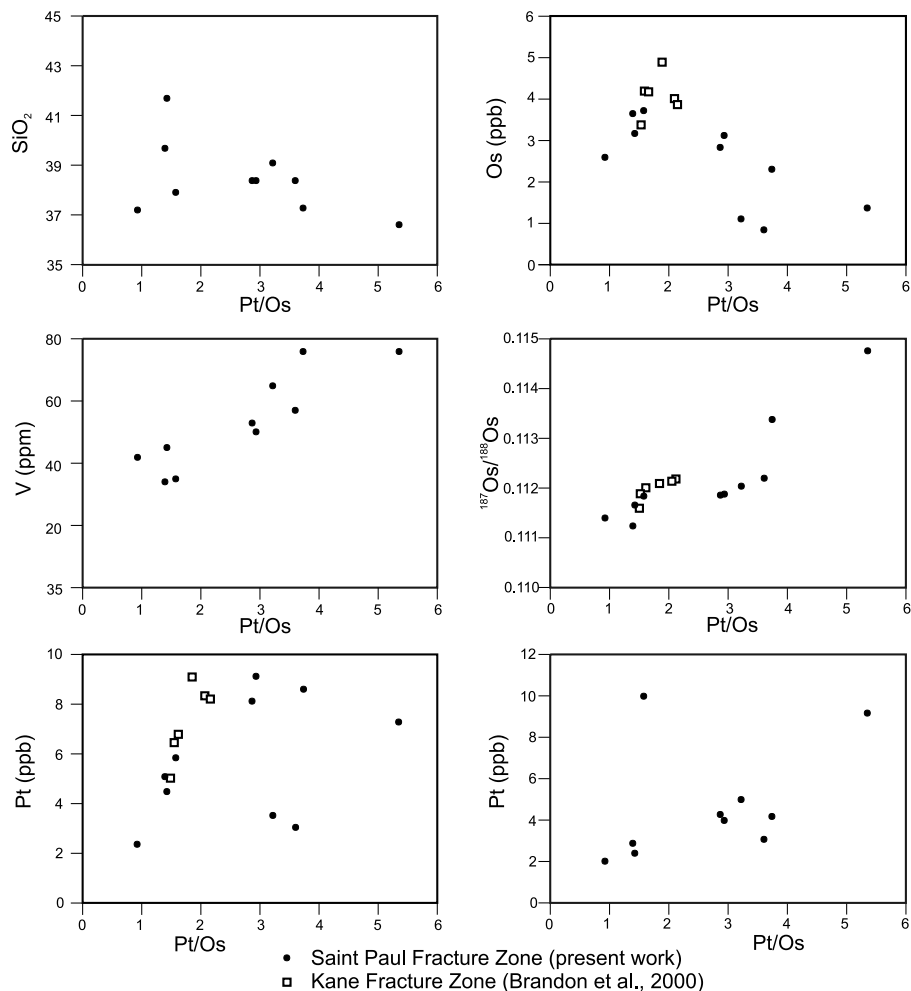 45
43
41
39
37
35
SiO₂
0 1 2 3 4 5 6
Pt/Os
6
5
4
3
2
1
0
Os (ppb)
0 1 2 3 4 5 6
Pt/Os
80
60
40
20
35
V (ppm)
0 1 2 3 4 5 6
Pt/Os
0.115
0.114
0.113
0.112
0.111
0.110
¹⁸⁷Os/¹⁸⁸Os
0 1 2 3 4 5 6
Pt/Os
10
8
6
4
2
0
Pt (ppb)
0 1 2 3 4 5 6
Pt/Os
12
10
8
6
4
2
0
Pt (ppb)
0 1 2 3 4 5 6
Pt/Os
Saint Paul Fracture Zone (present work)
Kane Fracture Zone (Brandon et al., 2000)